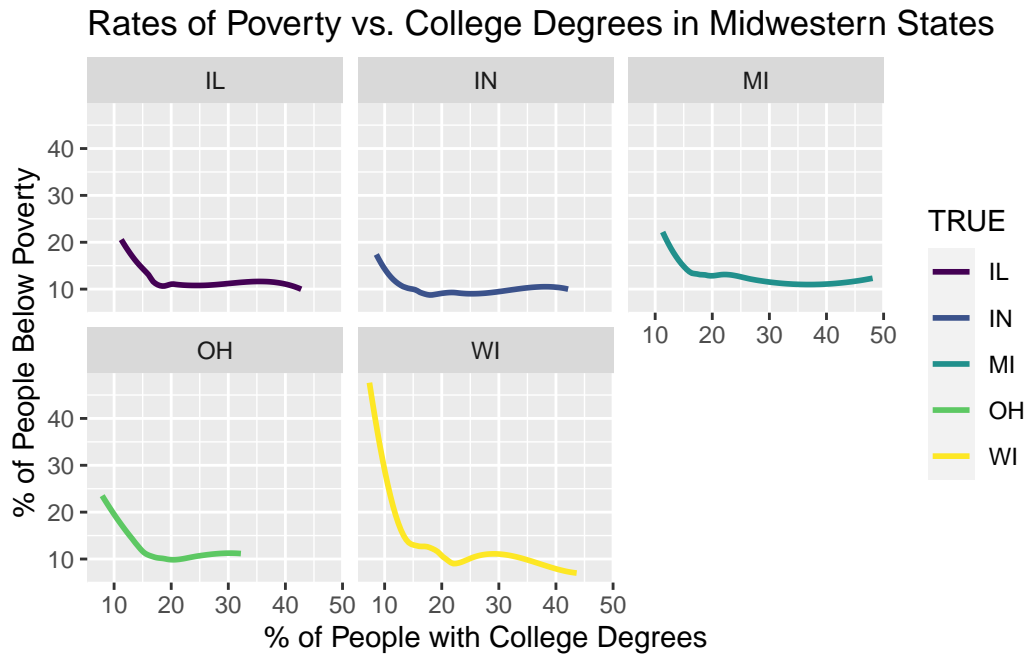 Rates of Poverty vs. College Degrees in Midwestern States
IL
IN
MI
40
30
20
10
10 20 30 40 50
OH
WI
40
30
20
10
10 20 30 40 50
10 20 30 40 50
% of People Below Poverty
% of People with College Degrees
TRUE
IL
IN
MI
OH
WI